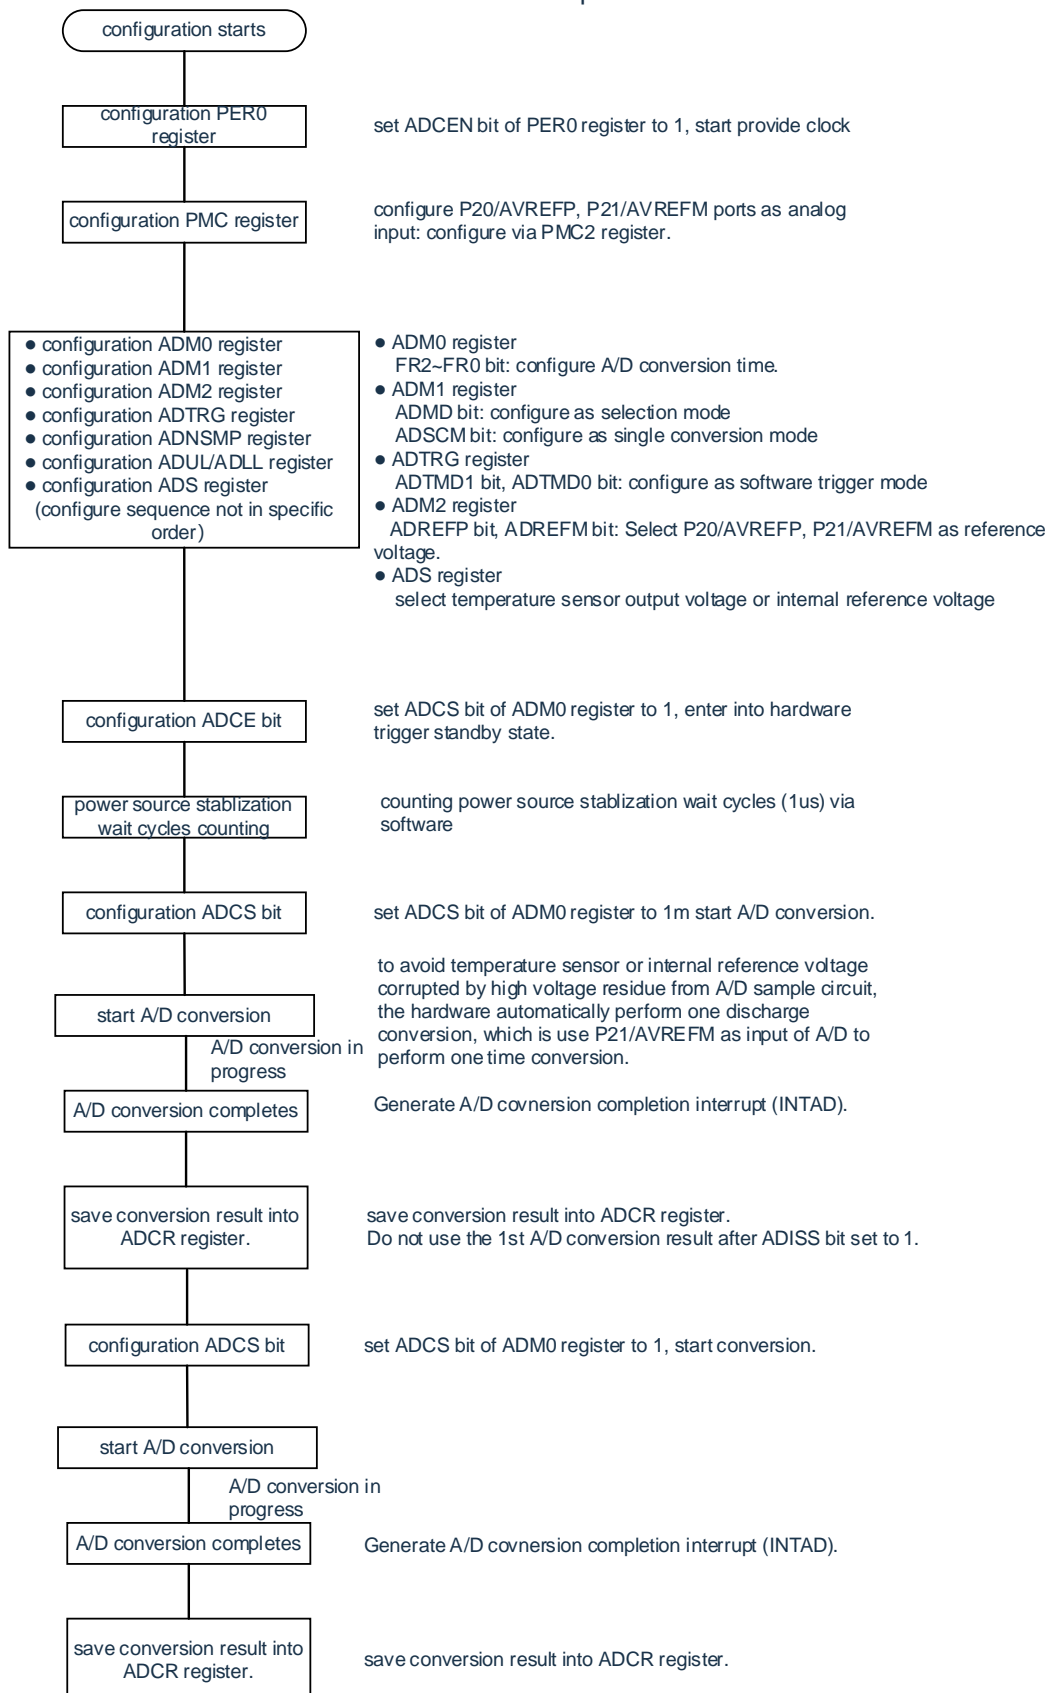 configuration starts
configuration PER0
register
set ADCEN bit of PER0 register to 1, start provide clock
configuration PMC register
configure P20/AVREFP, P21/AVREFM ports as analog
input: configure via PMC2 register.
● configuration ADM0 register
● configuration ADM1 register
● configuration ADM2 register
● configuration ADTRG register
● configuration ADNSMP register
● configuration ADUL/ADLL register
● configuration ADS register
(configure sequence not in specific
order)
● ADM0 register
FR2~FR0 bit: configure A/D conversion time.
● ADM1 register
ADMD bit: configure as selection mode
ADSCM bit: configure as single conversion mode
● ADTRG register
ADTMD1 bit, ADTMD0 bit: configure as software trigger mode
● ADM2 register
ADREFP bit, ADREFM bit: Select P20/AVREFP, P21/AVREFM as reference
voltage.
● ADS register
select temperature sensor output voltage or internal reference voltage
configuration ADCE bit
set ADCS bit of ADM0 register to 1, enter into hardware
trigger standby state.
power source stablization
wait cycles counting
counting power source stablization wait cycles (1us) via
software
configuration ADCS bit
set ADCS bit of ADM0 register to 1m start A/D conversion.
start A/D conversion
to avoid temperature sensor or internal reference voltage
corrupted by high voltage residue from A/D sample circuit,
the hardware automatically perform one discharge
conversion, which is use P21/AVREFM as input of A/D to
perform one time conversion.
A/D conversion in
progress
A/D conversion completes
Generate A/D covnersion completion interrupt (INTAD).
save conversion result into
ADCR register.
save conversion result into ADCR register.
Do not use the 1st A/D conversion result after ADISS bit set to 1.
configuration ADCS bit
set ADCS bit of ADM0 register to 1, start conversion.
start A/D conversion
A/D conversion in
progress
A/D conversion completes
Generate A/D covnersion completion interrupt (INTAD).
save conversion result into
ADCR register.
save conversion result into ADCR register.